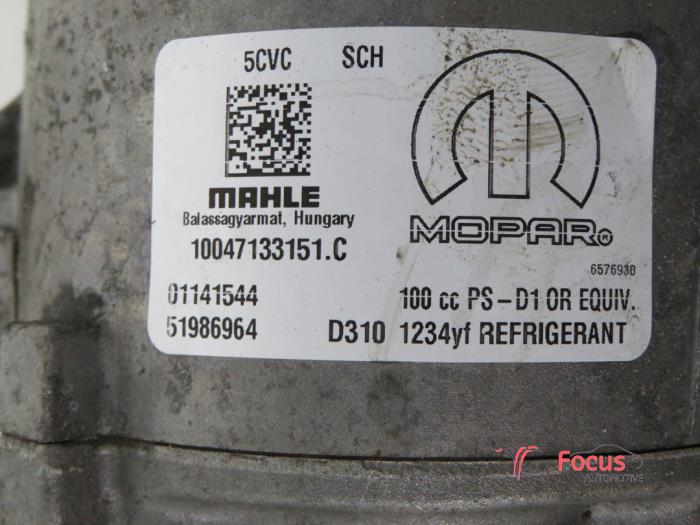 5CVC SCH
MAHLE
Balassagyarmat, Hungary
10047133151.C
MOPAR®
6576930
01141544 100 cc PS-D1 OR EQUIV.
51986964 D310 1234yf REFRIGERANT
Focus
AUTOMOTIVE